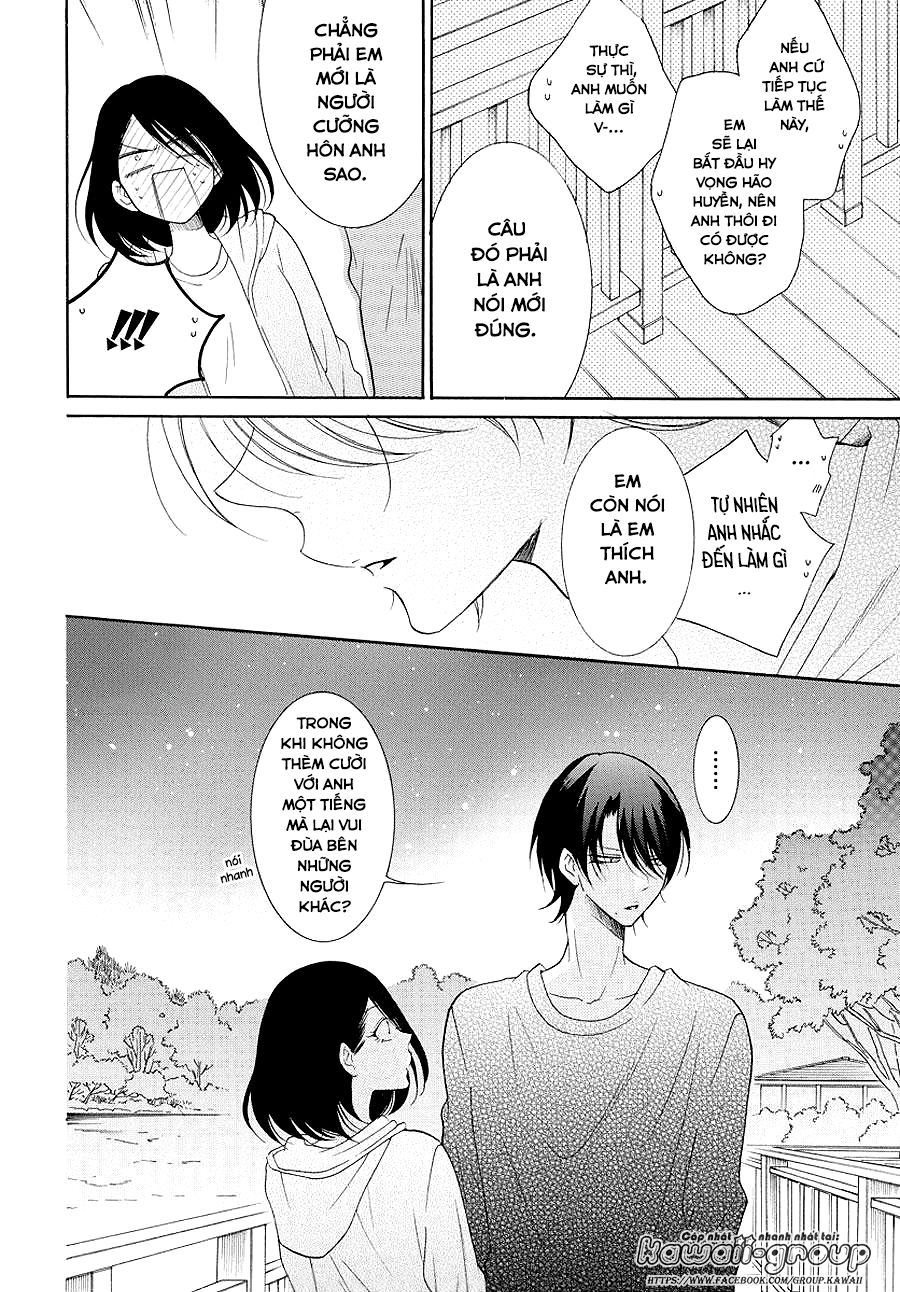 NẾU
ANH CỨ
TIẾP TỤC
LÀM THẾ
NÀY,
EM
SẼ LẠI
BẮT ĐẦU HY
VỌNG HÃO
HUYỀN, NÊN
ANH THÔI ĐI
CÓ ĐƯỢC
KHÔNG?
THỰC
SỰ THÌ,
ANH MUỐN
LÀM GÌ
V-...
CÂU
ĐÓ PHẢI
LÀ ANH
NÓI MỚI
ĐÚNG.
CHẲNG
PHẢI EM
MỚI LÀ
NGƯỜI
CƯỠNG
HÔN ANH
SAO.
!!!
...
TỰ NHIÊN
ANH NHẮC
ĐẾN LÀM GÌ
...
EM
CÒN NÓI
LÀ EM
THÍCH
ANH.
......
TRONG
KHI KHÔNG
THÈM CƯỜI
VỚI ANH
MỘT TIẾNG
MÀ LẠI VUI
ĐÙA BÊN
NHỮNG
NGƯỜI
KHÁC?
nói
nhanh
Cập nhật nhanh nhất tại:
kawaii-group
HTTPS://WWW.FACEBOOK.COM/GROUP.KAWAII